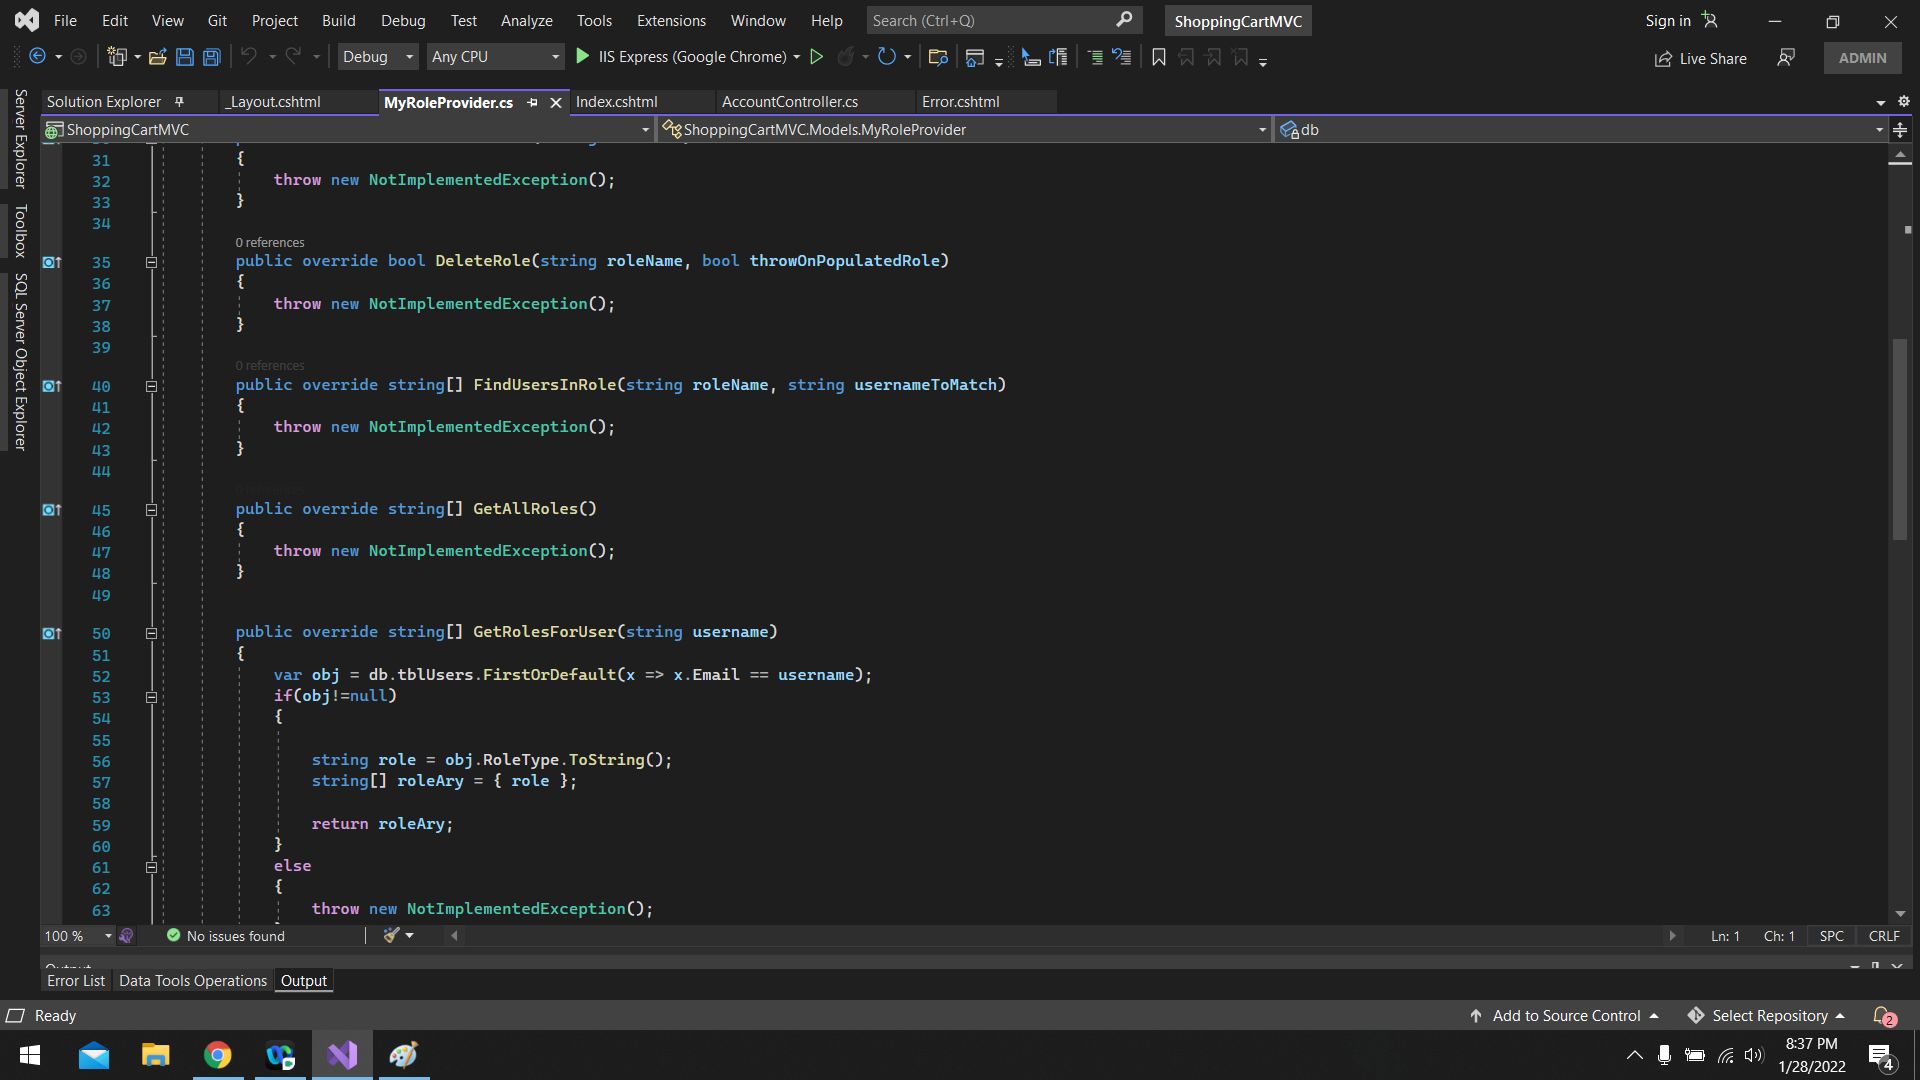 File Edit View Git Project Build Debug Test Analyze Tools Extensions Window Help Search (Ctrl+Q) ShoppingCartMVC Sign in
Debug Any CPU IIS Express (Google Chrome) Live Share ADMIN
Server Explorer
Toolbox
SQL Server Object Explorer
Solution Explorer _Layout.cshtml MyRoleProvider.cs Index.cshtml AccountController.cs Error.cshtml
ShoppingCartMVC ShoppingCartMVC.Models.MyRoleProvider db
31 {
32 throw new NotImplementedException();
33 }
34
0 references
35 public override bool DeleteRole(string roleName, bool throwOnPopulatedRole)
36 {
37 throw new NotImplementedException();
38 }
39
0 references
40 public override string[] FindUsersInRole(string roleName, string usernameToMatch)
41 {
42 throw new NotImplementedException();
43 }
44
45 public override string[] GetAllRoles()
46 {
47 throw new NotImplementedException();
48 }
49
50 public override string[] GetRolesForUser(string username)
51 {
52 var obj = db.tblUsers.FirstOrDefault(x => x.Email == username);
53 if(obj!=null)
54 {
55
56 string role = obj.RoleType.ToString();
57 string[] roleAry = { role };
58
59 return roleAry;
60 }
61 else
62 {
63 throw new NotImplementedException();
100 % No issues found Ln: 1 Ch: 1 SPC CRLF
Output
Error List Data Tools Operations Output
Ready Add to Source Control Select Repository 2
8:37 PM
1/28/2022 4